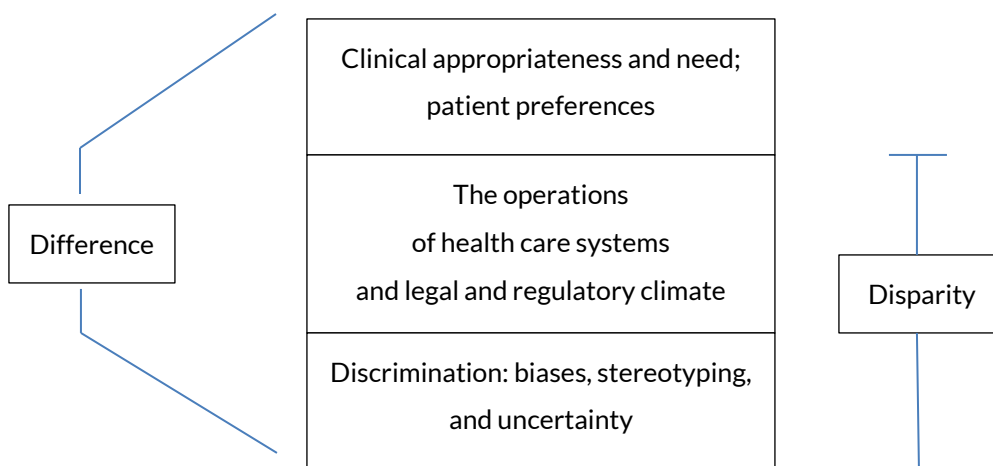 Clinical appropriateness and need;
patient preferences
The operations
of health care systems
and legal and regulatory climate
Difference
Disparity
Discrimination: biases, stereotyping,
and uncertainty